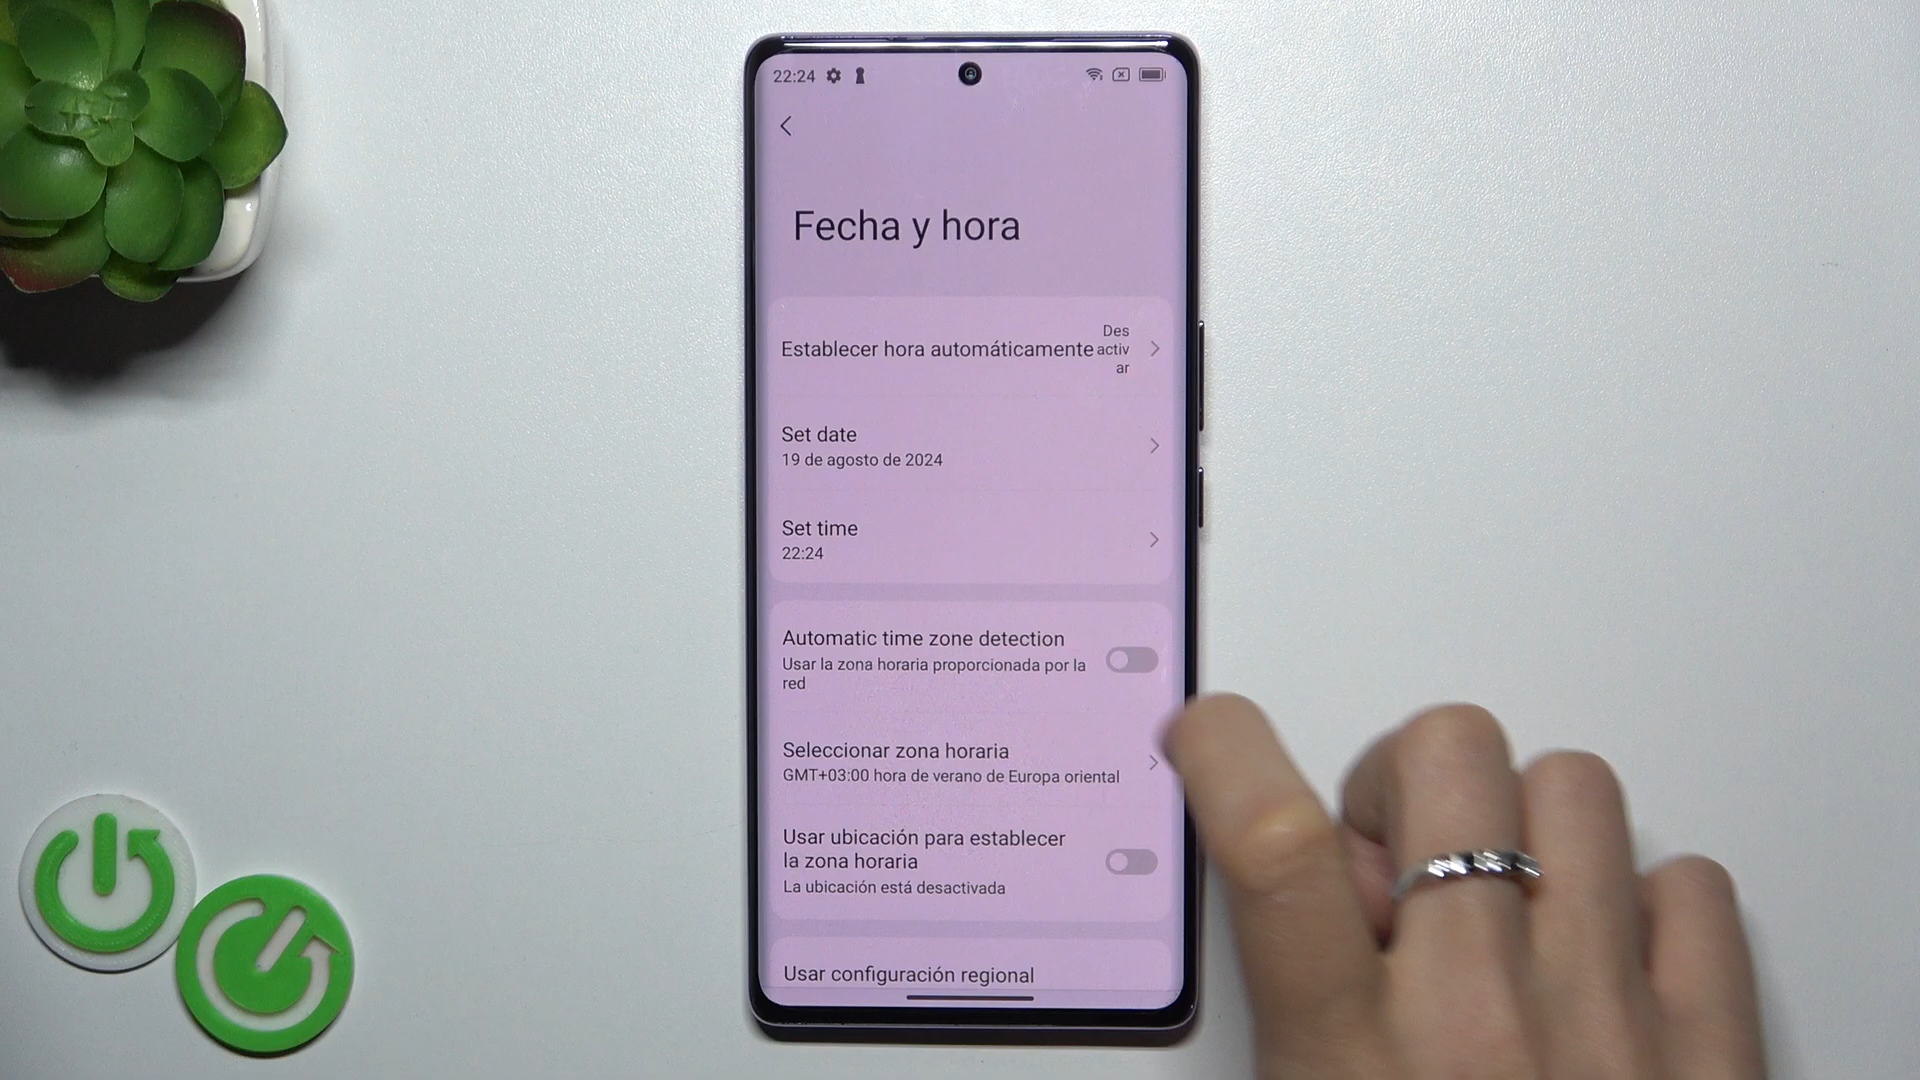 22:24
Fecha y hora
Establecer hora automáticamente
Des
activ
ar
Set date
19 de agosto de 2024
Set time
22:24
Automatic time zone detection
Usar la zona horaria proporcionada por la
red
Seleccionar zona horaria
GMT+03:00 hora de verano de Europa oriental
Usar ubicación para establecer
la zona horaria
La ubicación está desactivada
Usar configuración regional